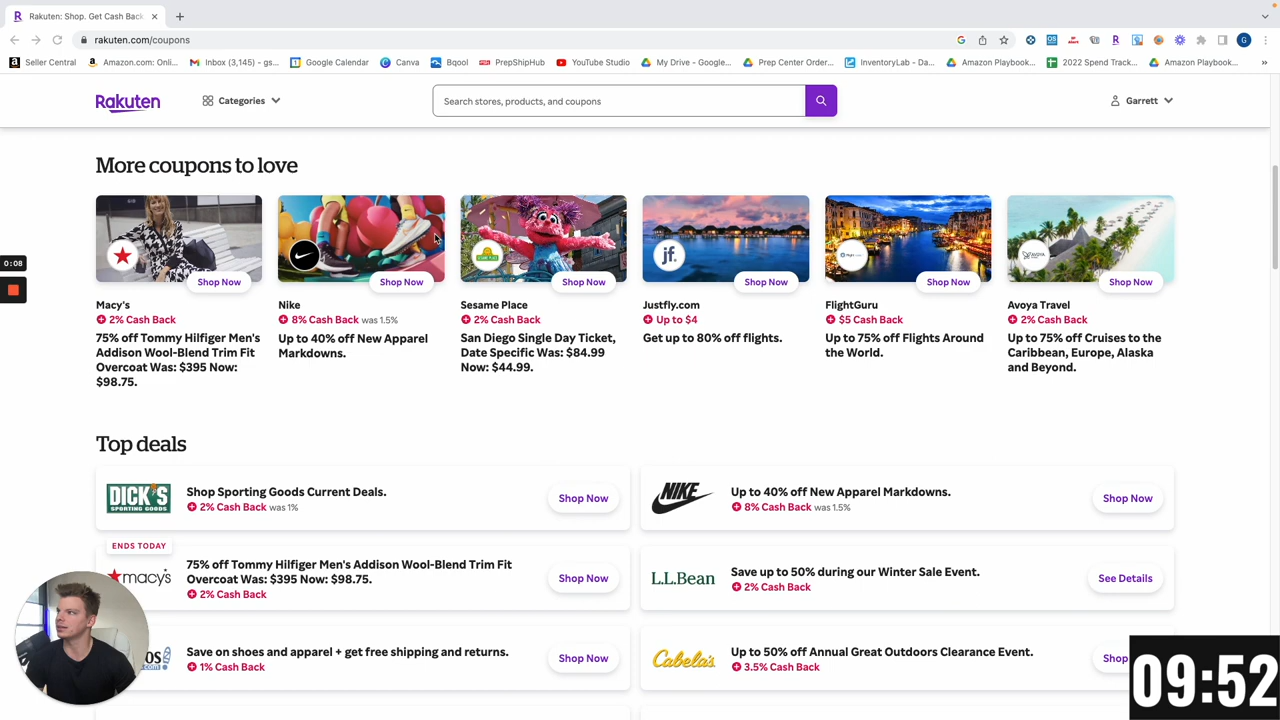 Rakuten: Shop. Get Cash Back
rakuten.com/coupons
Seller Central
Amazon.com: Onli...
Inbox (3,145) - gs...
Google Calendar
Canva
Bqool
PrepShipHub
YouTube Studio
My Drive - Google...
Prep Center Order...
InventoryLab - Da...
Amazon Playbook...
2022 Spend Track...
Amazon Playbook...
Rakuten
Categories
Search stores, products, and coupons
Garrett
More coupons to love
0:08
Shop Now
Shop Now
Shop Now
Shop Now
Shop Now
Shop Now
jf.
Macy's
2% Cash Back
75% off Tommy Hilfiger Men's
Addison Wool-Blend Trim Fit
Overcoat Was: $395 Now:
$98.75.
Nike
8% Cash Back was 1.5%
Up to 40% off New Apparel
Markdowns.
Sesame Place
2% Cash Back
San Diego Single Day Ticket,
Date Specific Was: $84.99
Now: $44.99.
Justfly.com
Up to $4
Get up to 80% off flights.
FlightGuru
$5 Cash Back
Up to 75% off Flights Around
the World.
Avoya Travel
2% Cash Back
Up to 75% off Cruises to the
Caribbean, Europe, Alaska
and Beyond.
Top deals
DICK'S
SPORTING GOODS
Shop Sporting Goods Current Deals.
2% Cash Back was 1%
Shop Now
NIKE
Up to 40% off New Apparel Markdowns.
8% Cash Back was 1.5%
Shop Now
ENDS TODAY
macys
75% off Tommy Hilfiger Men's Addison Wool-Blend Trim Fit
Overcoat Was: $395 Now: $98.75.
2% Cash Back
Shop Now
L.L.Bean
Save up to 50% during our Winter Sale Event.
2% Cash Back
See Details
Save on shoes and apparel + get free shipping and returns.
1% Cash Back
Shop Now
Cabela's
Up to 50% off Annual Great Outdoors Clearance Event.
3.5% Cash Back
Shop
09:52